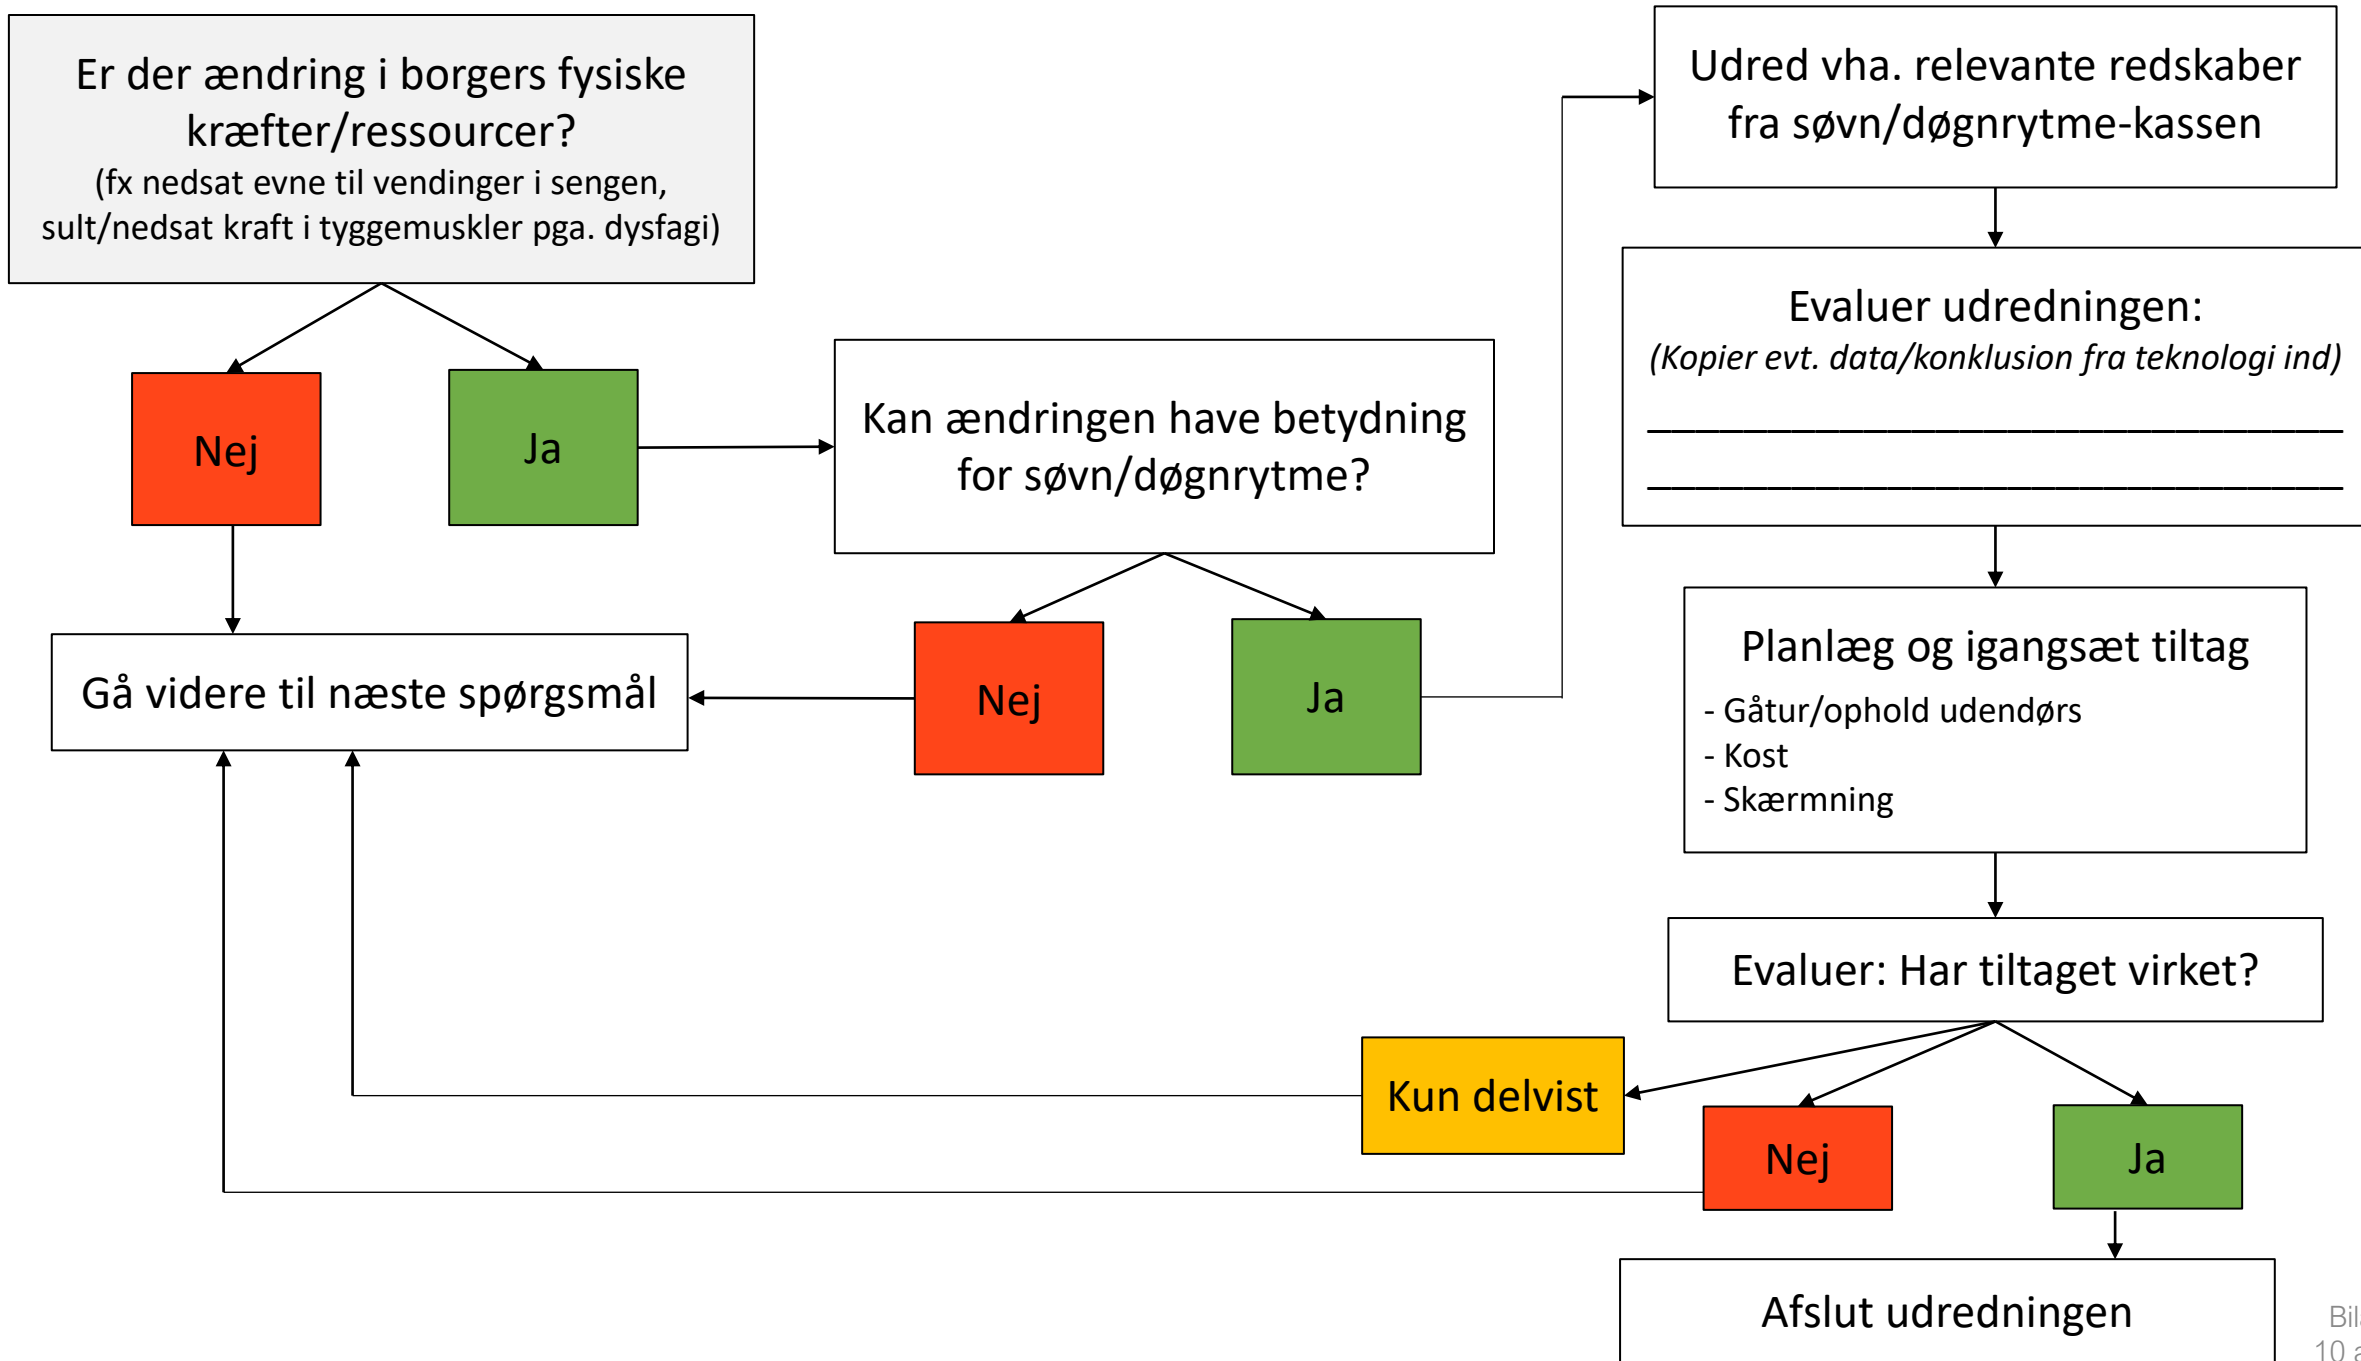 Er der ændring i borgers fysiske
kræfter/ressourcer?
(fx nedsat evne til vendinger i sengen,
sult/nedsat kraft i tyggemuskler pga. dysfagi)
Nej
Ja
Kan ændringen have betydning
for søvn/døgnrytme?
Nej
Ja
Gå videre til næste spørgsmål
Udred vha. relevante redskaber
fra søvn/døgnrytme-kassen
Evaluer udredningen:
(Kopier evt. data/konklusion fra teknologi ind)
Planlæg og igangsæt tiltag
- Gåtur/ophold udendørs
- Kost
- Skærmning
Evaluer: Har tiltaget virket?
Kun delvist
Nej
Ja
Afslut udredningen
10